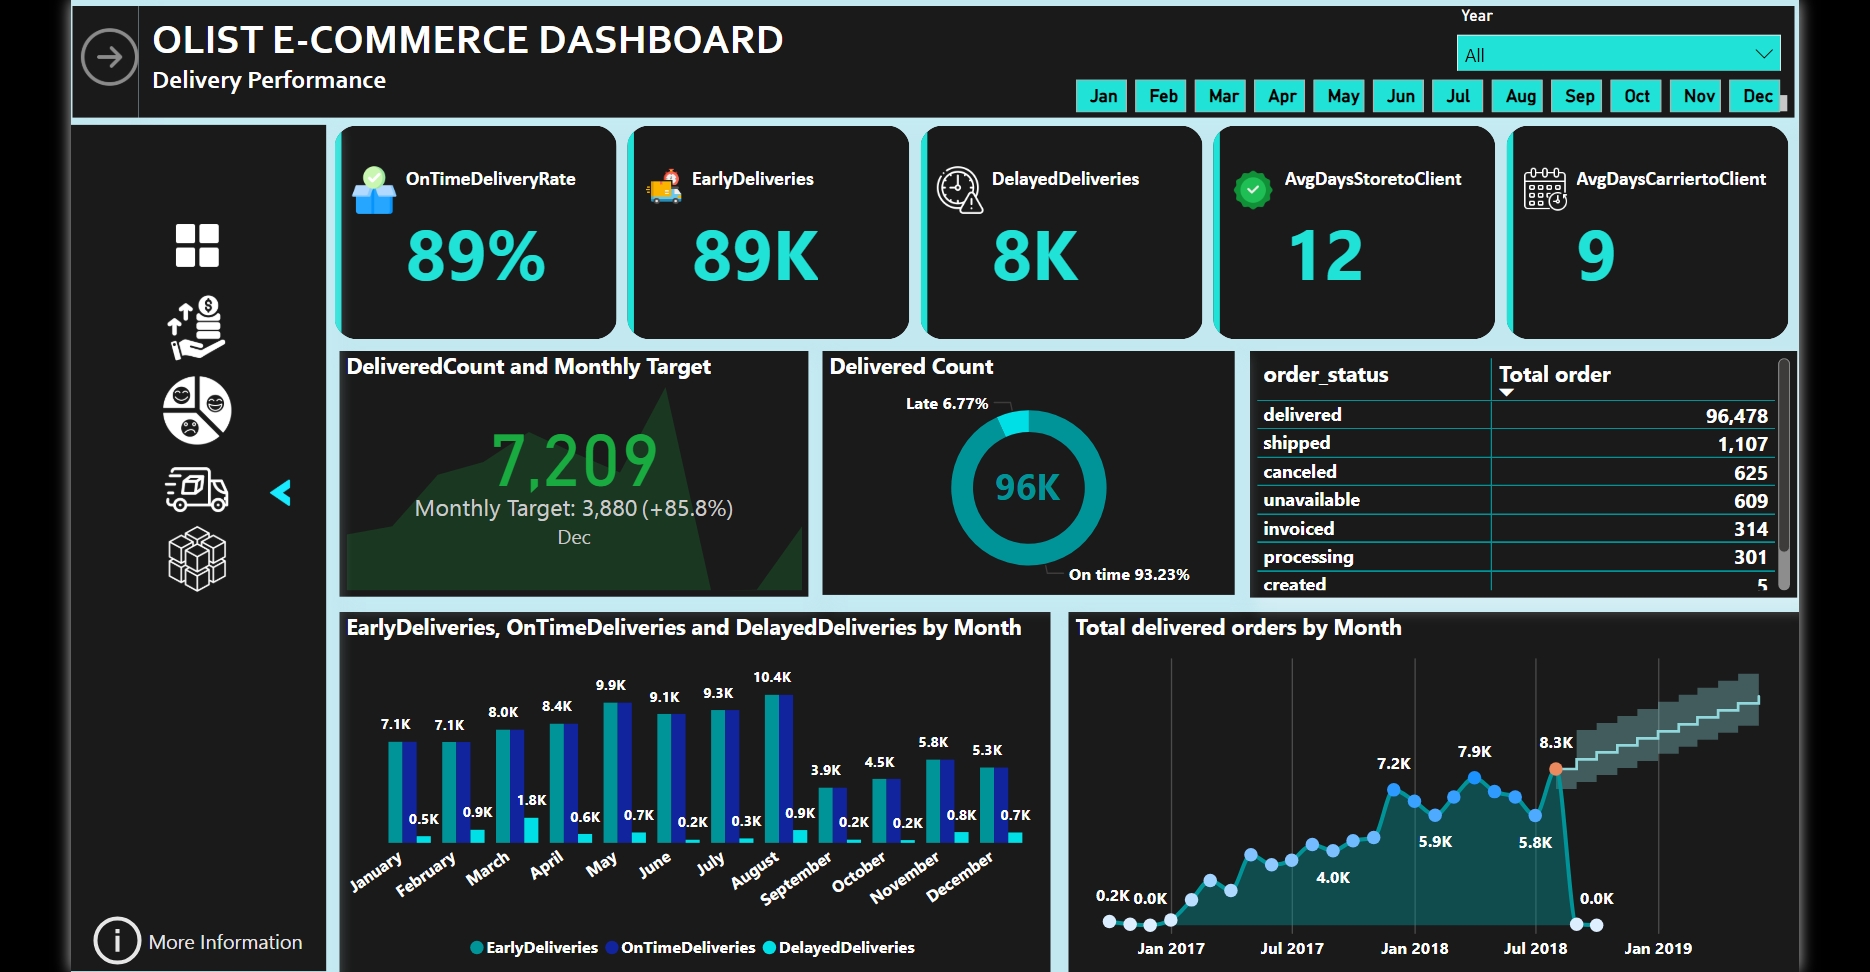 OLIST E-COMMERCE DASHBOARD
Delivery Performance
Year
All
Jan Feb Mar Apr May Jun Jul Aug Sep Oct Nov Dec
OnTimeDeliveryRate
89%
EarlyDeliveries
89K
DelayedDeliveries
8K
AvgDaysStoretoClient
12
AvgDaysCarriertoClient
9
DeliveredCount and Monthly Target
7,209
Monthly Target: 3,880 (+85.8%)
Dec
Delivered Count
Late 6.77%
96K
On time 93.23%
order_status Total order
delivered 96,478
shipped 1,107
canceled 625
unavailable 609
invoiced 314
processing 301
created 5
EarlyDeliveries, OnTimeDeliveries and DelayedDeliveries by Month
7.1K 7.1K 8.0K 8.4K 9.9K 9.1K 9.3K 10.4K 3.9K 4.5K 5.8K 5.3K
0.5K 0.9K 1.8K 0.6K 0.7K 0.2K 0.3K 0.9K 0.2K 0.2K 0.8K 0.7K
January February March April May June July August September October November December
EarlyDeliveries OnTimeDeliveries DelayedDeliveries
Total delivered orders by Month
0.2K 0.0K 4.0K 7.2K 5.9K 7.9K 5.8K 8.3K 0.0K
Jan 2017 Jul 2017 Jan 2018 Jul 2018 Jan 2019
More Information